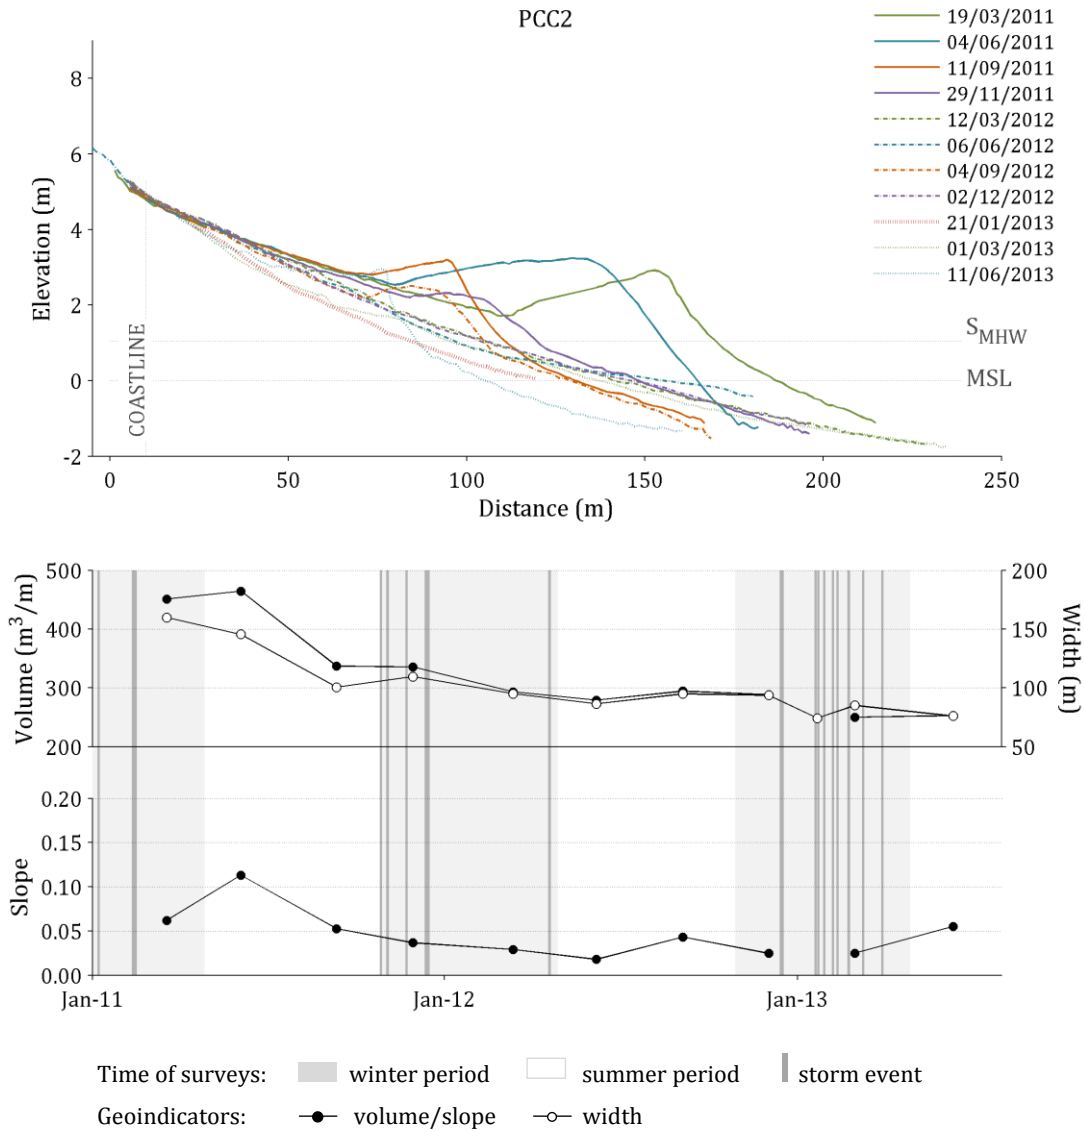 PCC2
19/03/2011
04/06/2011
11/09/2011
29/11/2011
12/03/2012
06/06/2012
04/09/2012
02/12/2012
21/01/2013
01/03/2013
11/06/2013
Elevation (m)
8
6
4
2
0
-2
COASTLINE
SMHW
MSL
0 50 100 150 200 250
Distance (m)
Volume (m³/m)
500
400
300
200
Width (m)
200
150
100
50
Slope
0.20
0.15
0.10
0.05
0.00
Jan-11 Jan-12 Jan-13
Time of surveys: winter period summer period storm event
Geoindicators: volume/slope width